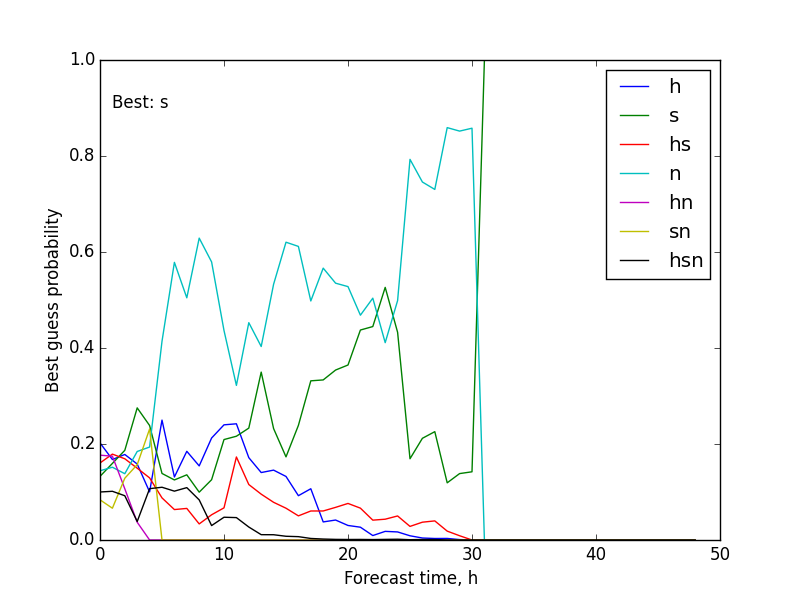 1.0
0.8
0.6
0.4
0.2
0.0
Best guess probability
Best: s
h
s
hs
n
hn
sn
hsn
0 10 20 30 40 50
Forecast time, h